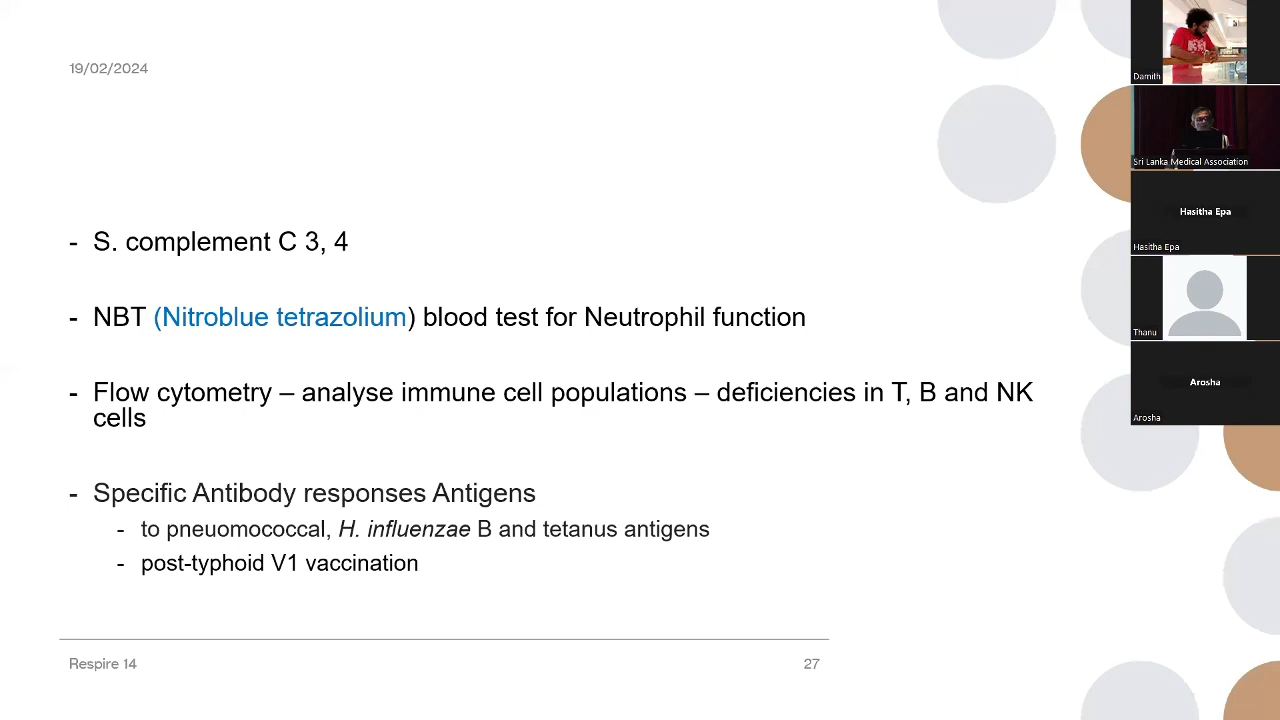 19/02/2024
- S. complement C 3, 4
- NBT (Nitroblue tetrazolium) blood test for Neutrophil function
- Flow cytometry – analyse immune cell populations – deficiencies in T, B and NK
cells
- Specific Antibody responses Antigens
- to pneuomococcal, H. influenzae B and tetanus antigens
- post-typhoid V1 vaccination
Respire 14
27
Damith
Sri Lanka Medical Association
Hasitha Epa
Hasitha Epa
Thanu
Arosha
Arosha